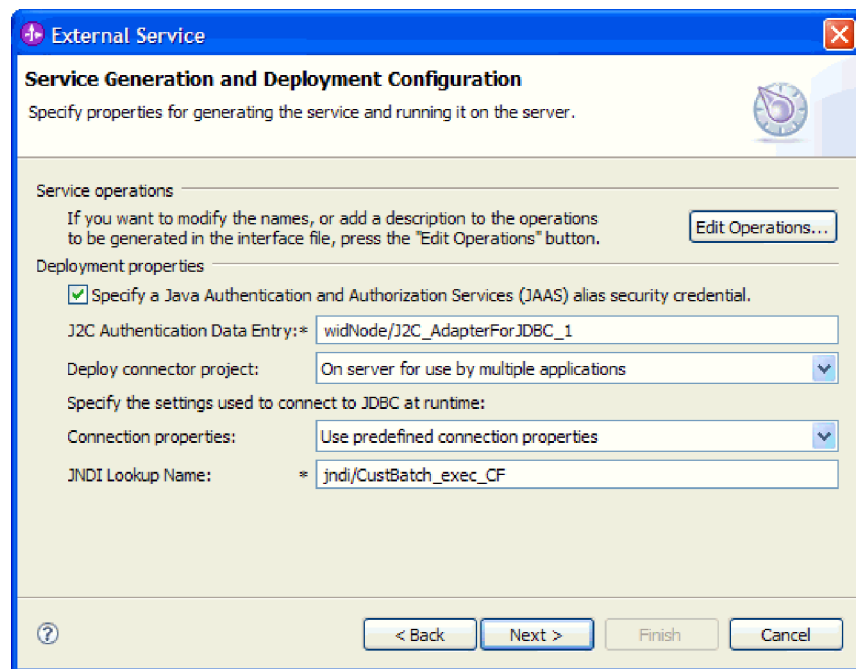 External Service
Service Generation and Deployment Configuration
Specify properties for generating the service and running it on the server.
Service operations
If you want to modify the names, or add a description to the operations
to be generated in the interface file, press the "Edit Operations" button.
Edit Operations...
Deployment properties
Specify a Java Authentication and Authorization Services (JAAS) alias security credential.
J2C Authentication Data Entry:* widNode/J2C_AdapterForJDBC_1
Deploy connector project: On server for use by multiple applications
Specify the settings used to connect to JDBC at runtime:
Connection properties: Use predefined connection properties
JNDI Lookup Name: * jndi/CustBatch_exec_CF
? < Back Next > Finish Cancel